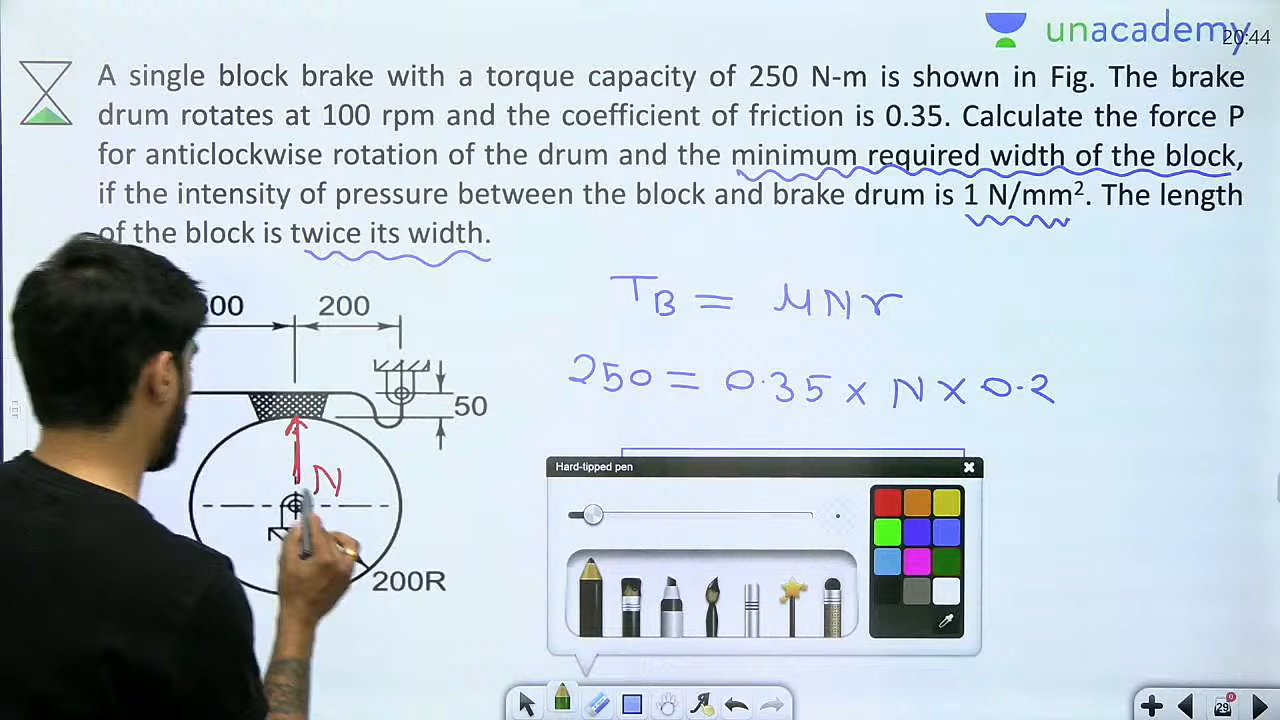 unacademy
20:44
A single block brake with a torque capacity of 250 N-m is shown in Fig. The brake
drum rotates at 100 rpm and the coefficient of friction is 0.35. Calculate the force P
for anticlockwise rotation of the drum and the minimum required width of the block,
if the intensity of pressure between the block and brake drum is 1 N/mm². The length
of the block is twice its width.
00 200
T_B = μNr
250 = 0.35 x N x 0.2
50
Hard-tipped pen
N
200R
29